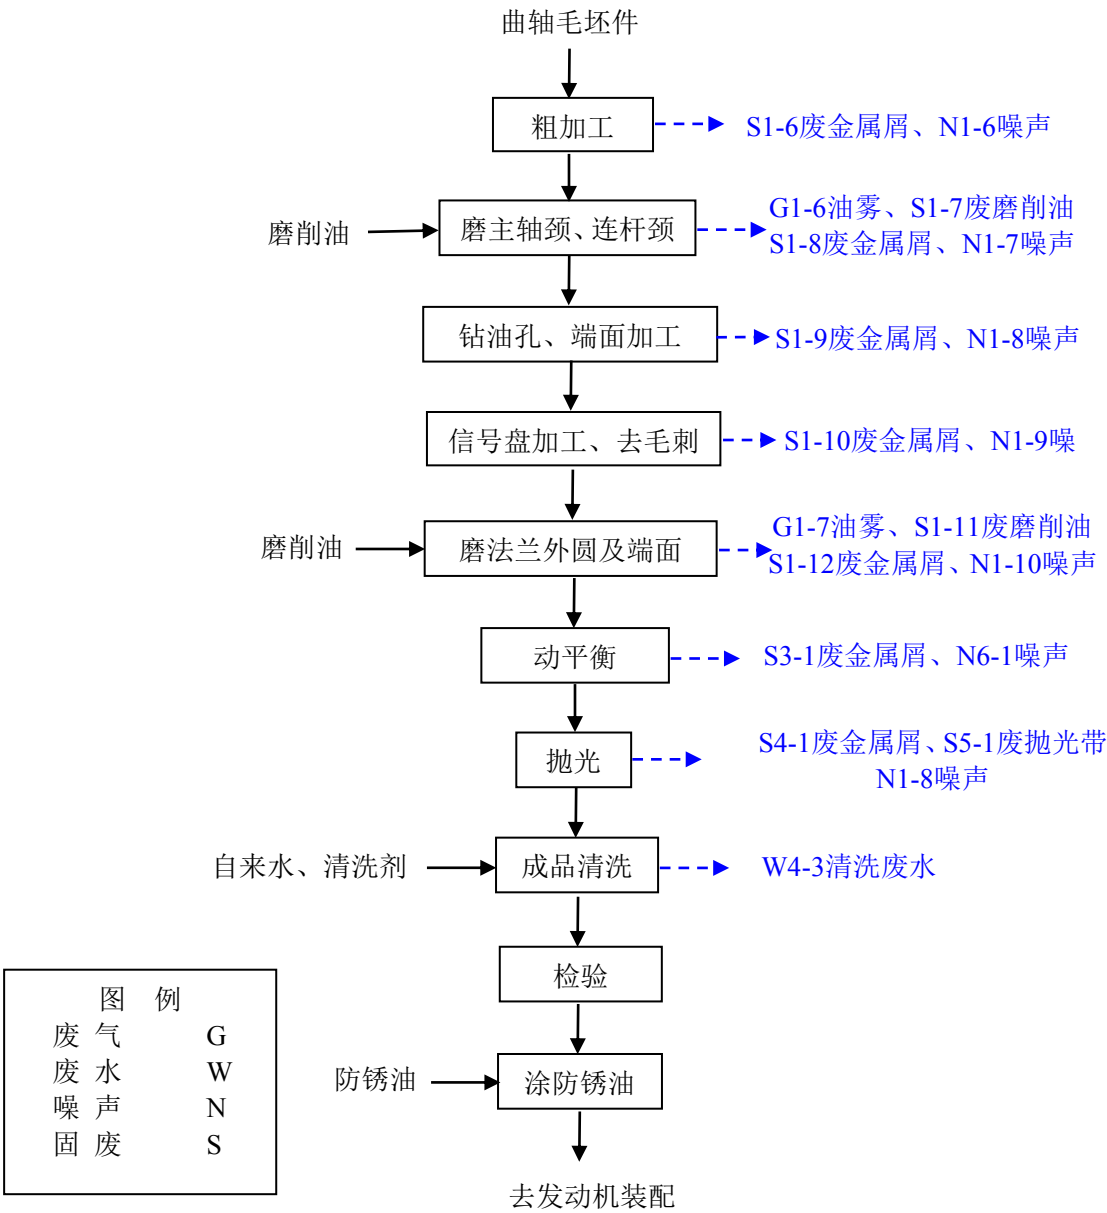 曲轴毛坯件
粗加工
S1-6废金属屑、N1-6噪声
磨削油
磨主轴颈、连杆颈
G1-6油雾、S1-7废磨削油
S1-8废金属屑、N1-7噪声
钻油孔、端面加工
S1-9废金属屑、N1-8噪声
信号盘加工、去毛刺
S1-10废金属屑、N1-9噪
磨削油
磨法兰外圆及端面
G1-7油雾、S1-11废磨削油
S1-12废金属屑、N1-10噪声
动平衡
S3-1废金属屑、N6-1噪声
抛光
S4-1废金属屑、S5-1废抛光带
N1-8噪声
自来水、清洗剂
成品清洗
W4-3清洗废水
检验
防锈油
涂防锈油
去发动机装配
图 例
废 气 G
废 水 W
噪 声 N
固 废 S